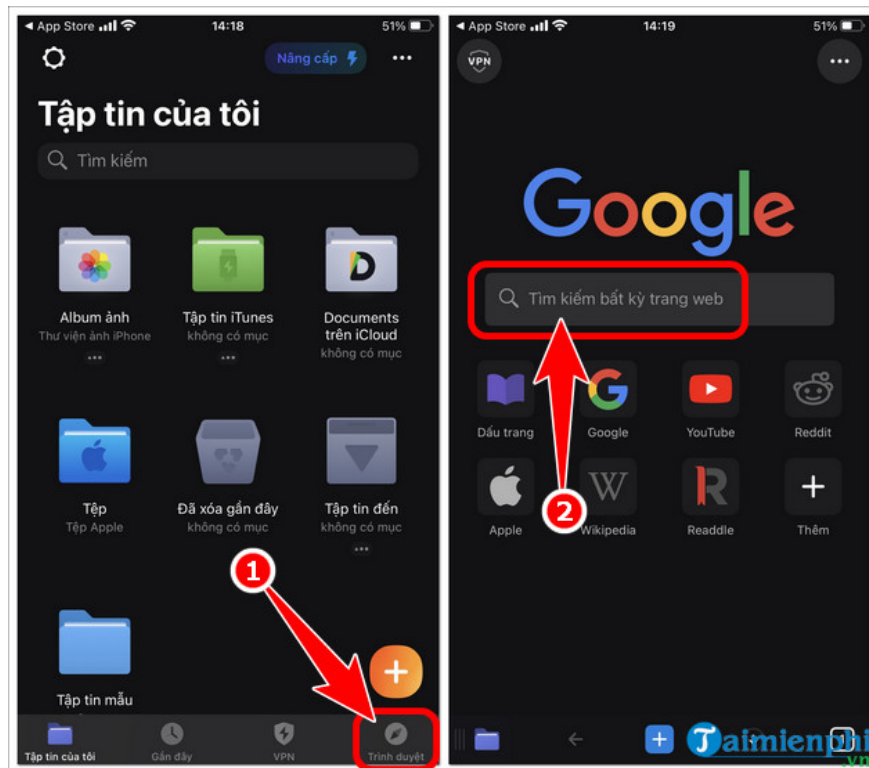 App Store
14:18
51%
Nâng cấp
Tập tin của tôi
Tìm kiếm
Album ảnh
Thư viện ảnh iPhone
Tập tin iTunes
không có mục
Documents
trên iCloud
không có mục
Tệp
Tệp Apple
Đã xóa gần đây
không có mục
Tập tin đến
không có mục
1
Tập tin mẫu
Tập tin của tôi
Gần đây
VPN
Trình duyệt
App Store
14:19
51%
VPN
Google
Tìm kiếm bất kỳ trang web
Dấu trang
Google
YouTube
Reddit
2
Apple
Wikipedia
Readdle
Thêm
Taimienphi
.vn